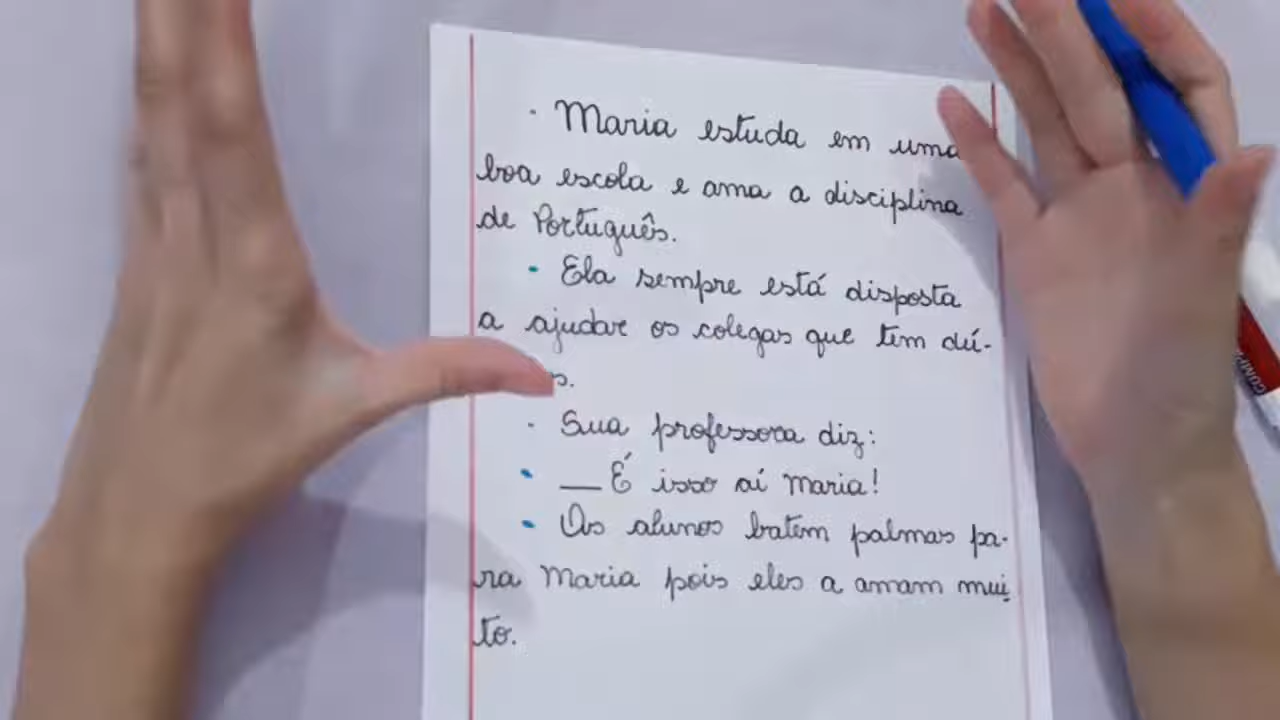 · Maria estuda em uma
boa escola e ama a disciplina
de Português.
· Ela sempre está disposta
a ajudar os colegas que tem dú-
s.
· Sua professora diz:
· __ É isso aí Maria!
· Os alunos batem palmas pa-
ra Maria pois eles a amam mui
to.